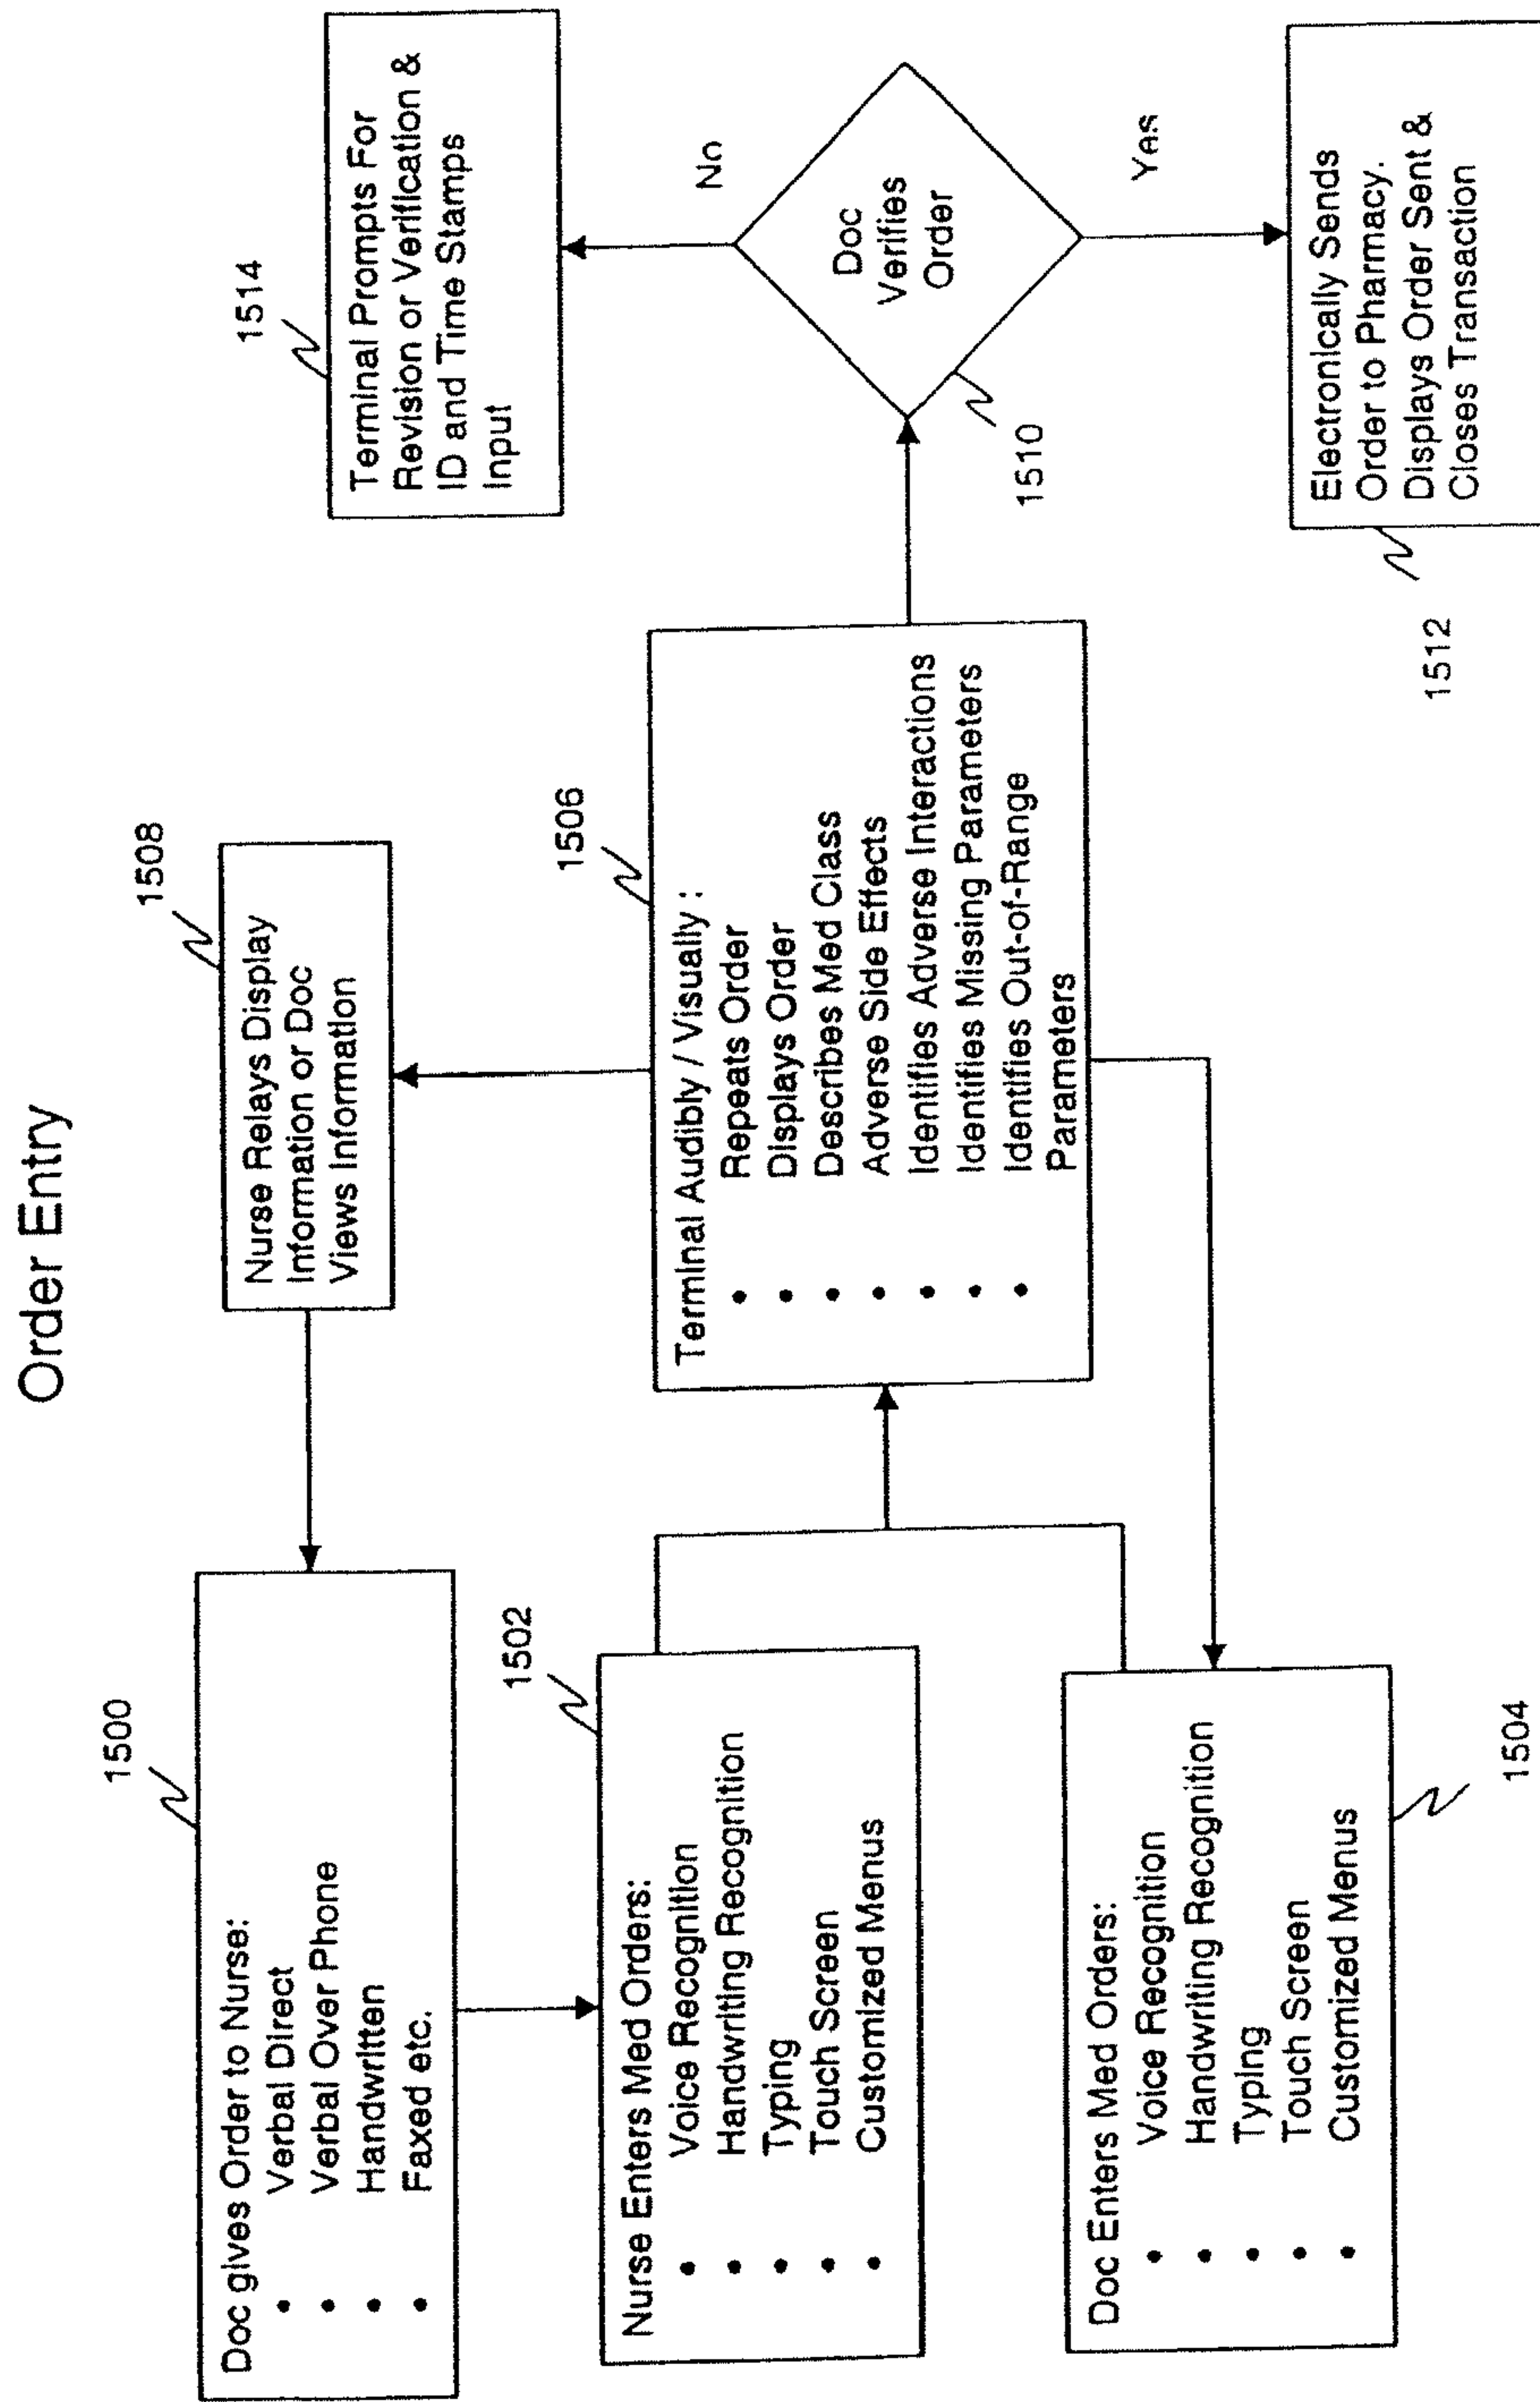 Order Entry
1500
Doc gives Order to Nurse:
• Verbal Direct
• Verbal Over Phone
• Handwritten
• Faxed etc.
1502
Nurse Enters Med Orders:
• Voice Recognition
• Handwriting Recognition
• Typing
• Touch Screen
• Customized Menus
Doc Enters Med Orders:
• Voice Recognition
• Handwriting Recognition
• Typing
• Touch Screen
• Customized Menus
1504
1508
Nurse Relays Display
Information or Doc
Views Information
1506
Terminal Audibly / Visually :
• Repeats Order
• Displays Order
• Describes Med Class
• Adverse Side Effects
• Identifies Adverse Interactions
• Identifies Missing Parameters
• Identifies Out-of-Range
Parameters
1514
Terminal Prompts For
Revision or Verification &
ID and Time Stamps
Input
No
Doc
Verifies
Order
1510
Yes
Electronically Sends
Order to Pharmacy.
Displays Order Sent &
Closes Transaction
1512